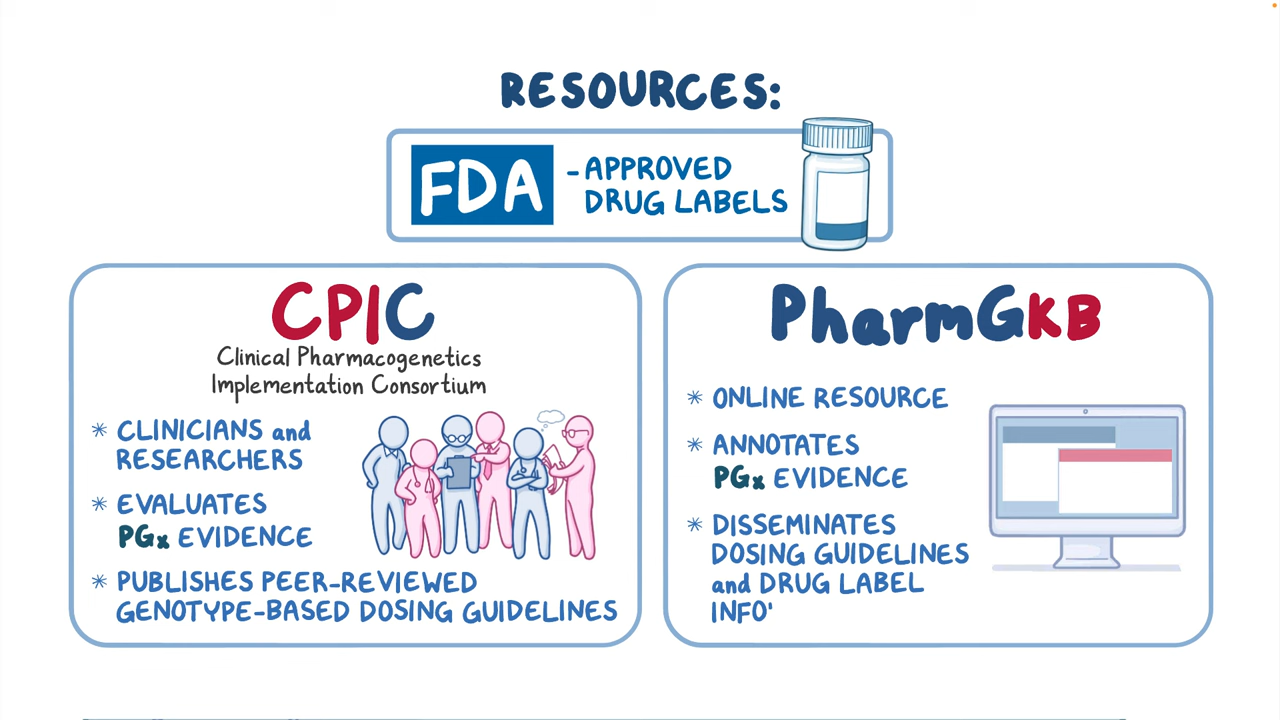 RESOURCES:
FDA -APPROVED
DRUG LABELS
CPIC
Clinical Pharmacogenetics
Implementation Consortium
* CLINICIANS and
RESEARCHERS
* EVALUATES
PGx EVIDENCE
* PUBLISHES PEER-REVIEWED
GENOTYPE-BASED DOSING GUIDELINES
PharmGKB
* ONLINE RESOURCE
* ANNOTATES
PGx EVIDENCE
* DISSEMINATES
DOSING GUIDELINES
and DRUG LABEL
INFO'